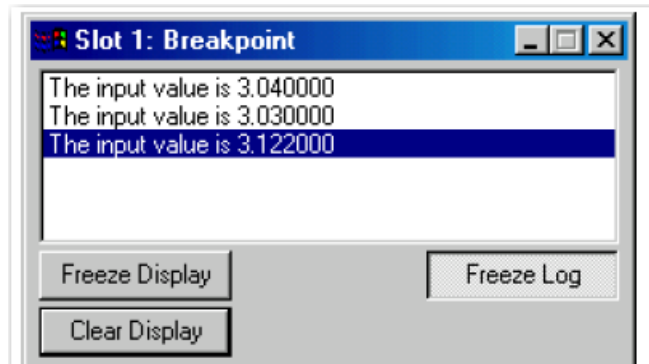 Slot 1: Breakpoint
The input value is 3.040000
The input value is 3.030000
The input value is 3.122000
Freeze Display
Freeze Log
Clear Display